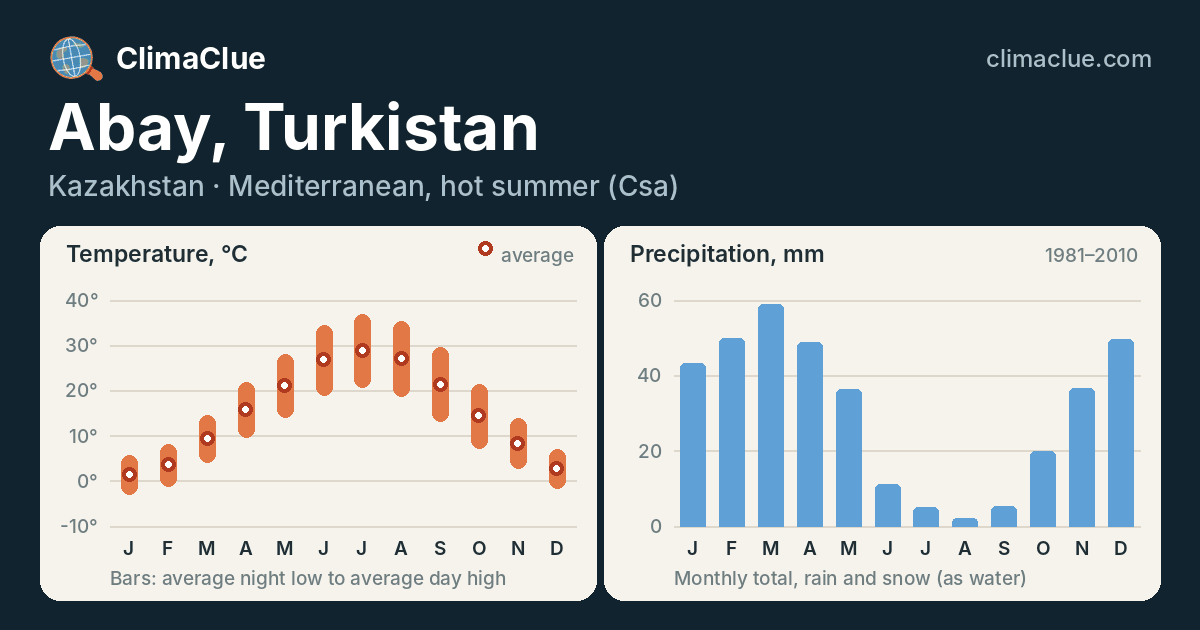 ClimaClue
climaclue.com
Abay, Turkistan
Kazakhstan · Mediterranean, hot summer (Csa)
Temperature, °C
average
40°
30°
20°
10°
0°
-10°
J F M A M J J A S O N D
Bars: average night low to average day high
Precipitation, mm
1981–2010
60
40
20
0
J F M A M J J A S O N D
Monthly total, rain and snow (as water)